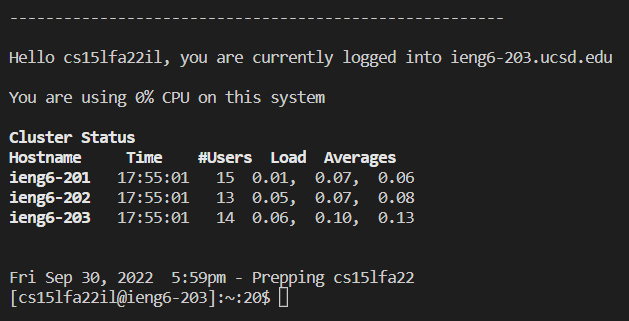 ------------------------------------------------------
Hello cs15lfa22il, you are currently logged into ieng6-203.ucsd.edu
You are using 0% CPU on this system
Cluster Status
Hostname     Time    #Users  Load  Averages
ieng6-201   17:55:01   15  0.01,  0.07,  0.06
ieng6-202   17:55:01   13  0.05,  0.07,  0.08
ieng6-203   17:55:01   14  0.06,  0.10,  0.13
Fri Sep 30, 2022  5:59pm - Prepping cs15lfa22
[cs15lfa22il@ieng6-203]:~:20$